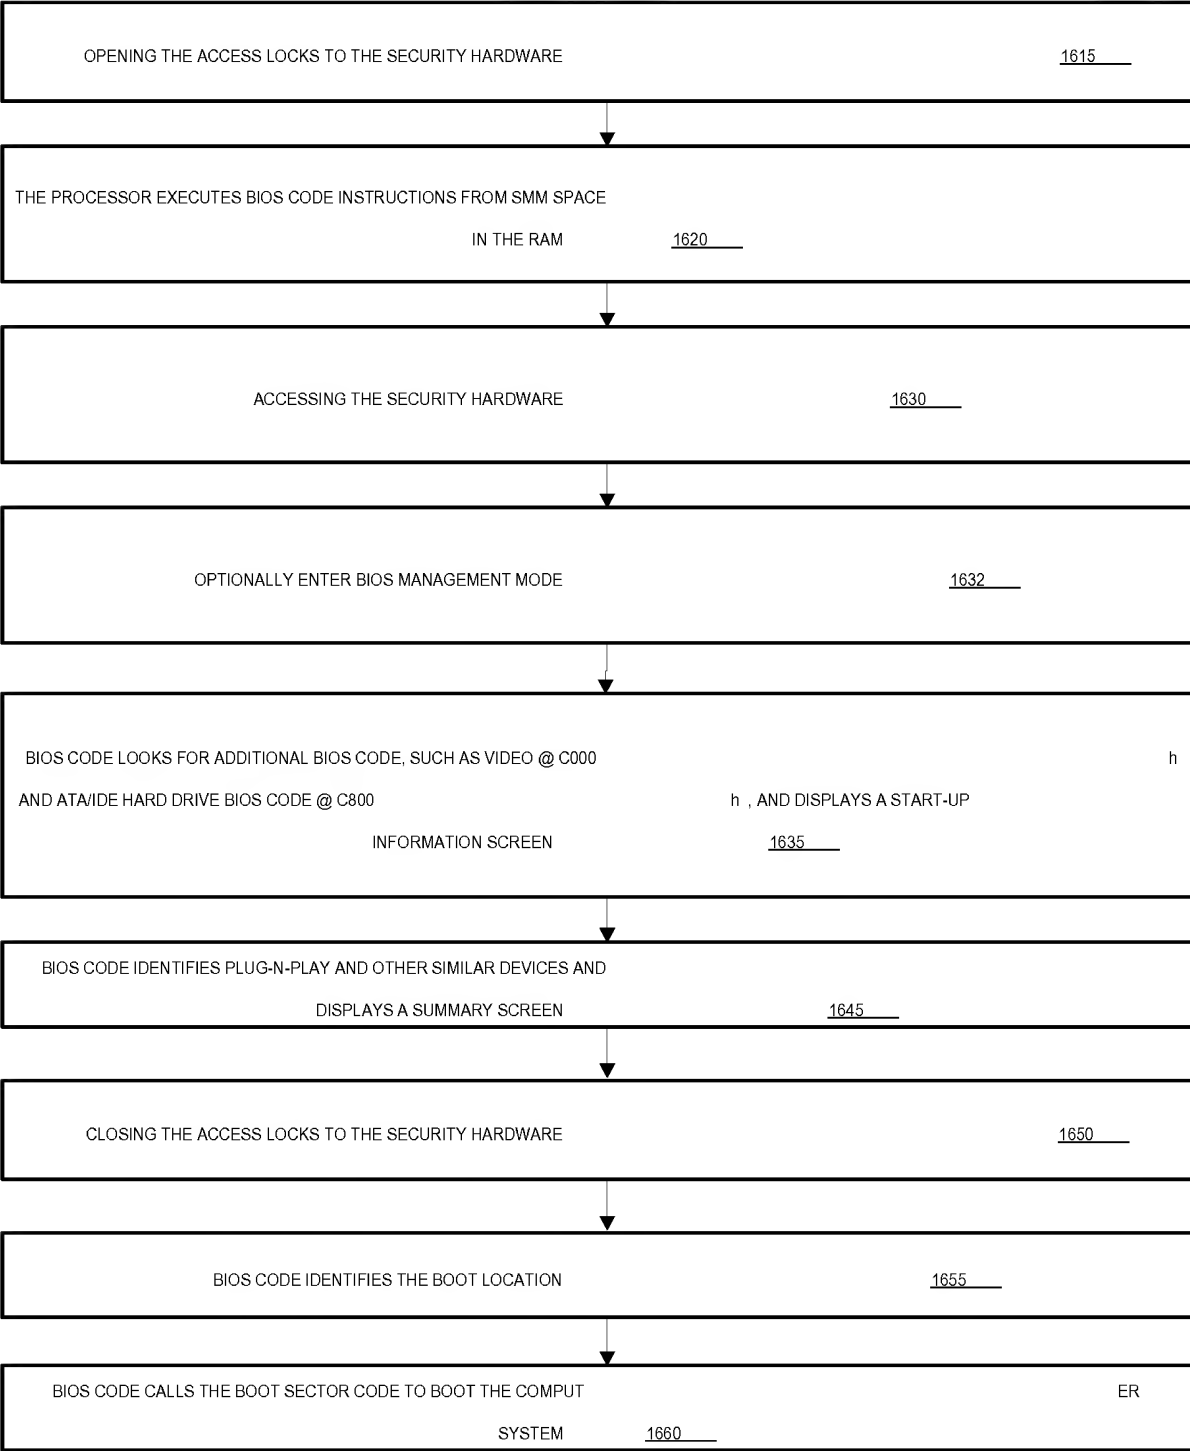 OPENING THE ACCESS LOCKS TO THE SECURITY HARDWARE 1615
THE PROCESSOR EXECUTES BIOS CODE INSTRUCTIONS FROM SMM SPACE
IN THE RAM 1620
ACCESSING THE SECURITY HARDWARE 1630
OPTIONALLY ENTER BIOS MANAGEMENT MODE 1632
BIOS CODE LOOKS FOR ADDITIONAL BIOS CODE, SUCH AS VIDEO @ C000 h
AND ATA/IDE HARD DRIVE BIOS CODE @ C800 h , AND DISPLAYS A START-UP
INFORMATION SCREEN 1635
BIOS CODE IDENTIFIES PLUG-N-PLAY AND OTHER SIMILAR DEVICES AND
DISPLAYS A SUMMARY SCREEN 1645
CLOSING THE ACCESS LOCKS TO THE SECURITY HARDWARE 1650
BIOS CODE IDENTIFIES THE BOOT LOCATION 1655
BIOS CODE CALLS THE BOOT SECTOR CODE TO BOOT THE COMPUT ER
SYSTEM 1660